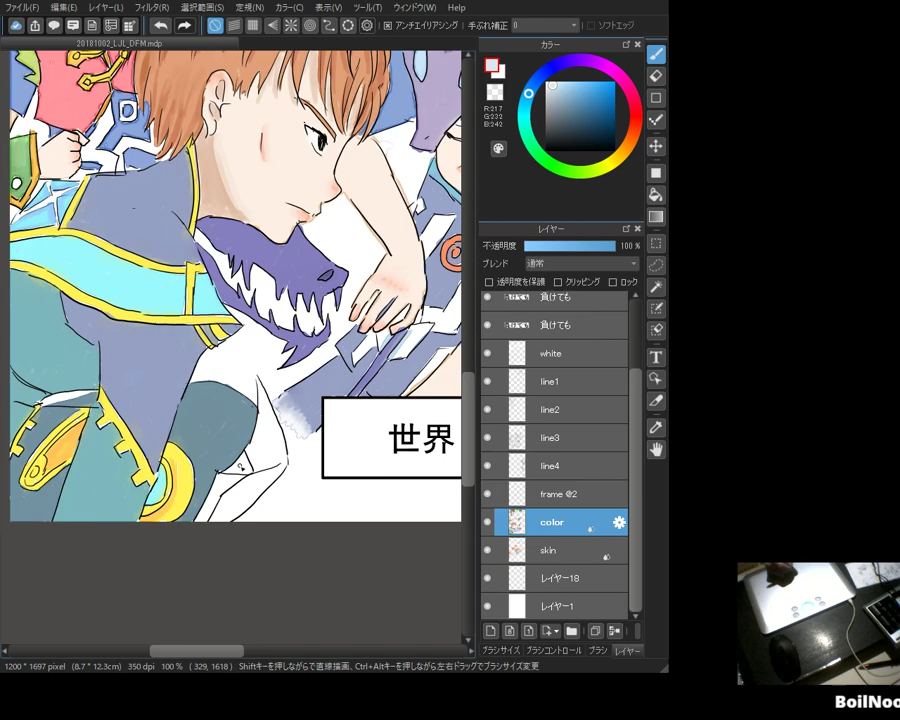 ファイル(F) 編集(E) レイヤー(L) フィルタ(R) 選択範囲(S) 定規(N) カラー(C) 表示(V) ツール(T) ウィンドウ(W) Help
アンチエイリアシング 手ぶれ補正 0 ソフトエッジ
20181002_LJL_DFM.mdp
カラー
R:217
G:232
B:242
レイヤー
不透明度 100 %
ブレンド 通常
透明度を保護 クリッピング ロック
負けても
負けても
white
line1
line2
line3
line4
frame @2
color
skin
レイヤー18
レイヤー1
世界
ブラシサイズ ブラシコントロール ブラシ レイヤー
1200 * 1697 pixel (8.7 * 12.3cm) 350 dpi 100 % ( 329, 1618 ) Shiftキーを押しながらで直線描画、Ctrl+Altキーを押しながら左右ドラッグでブラシサイズ変更
BoilNoo